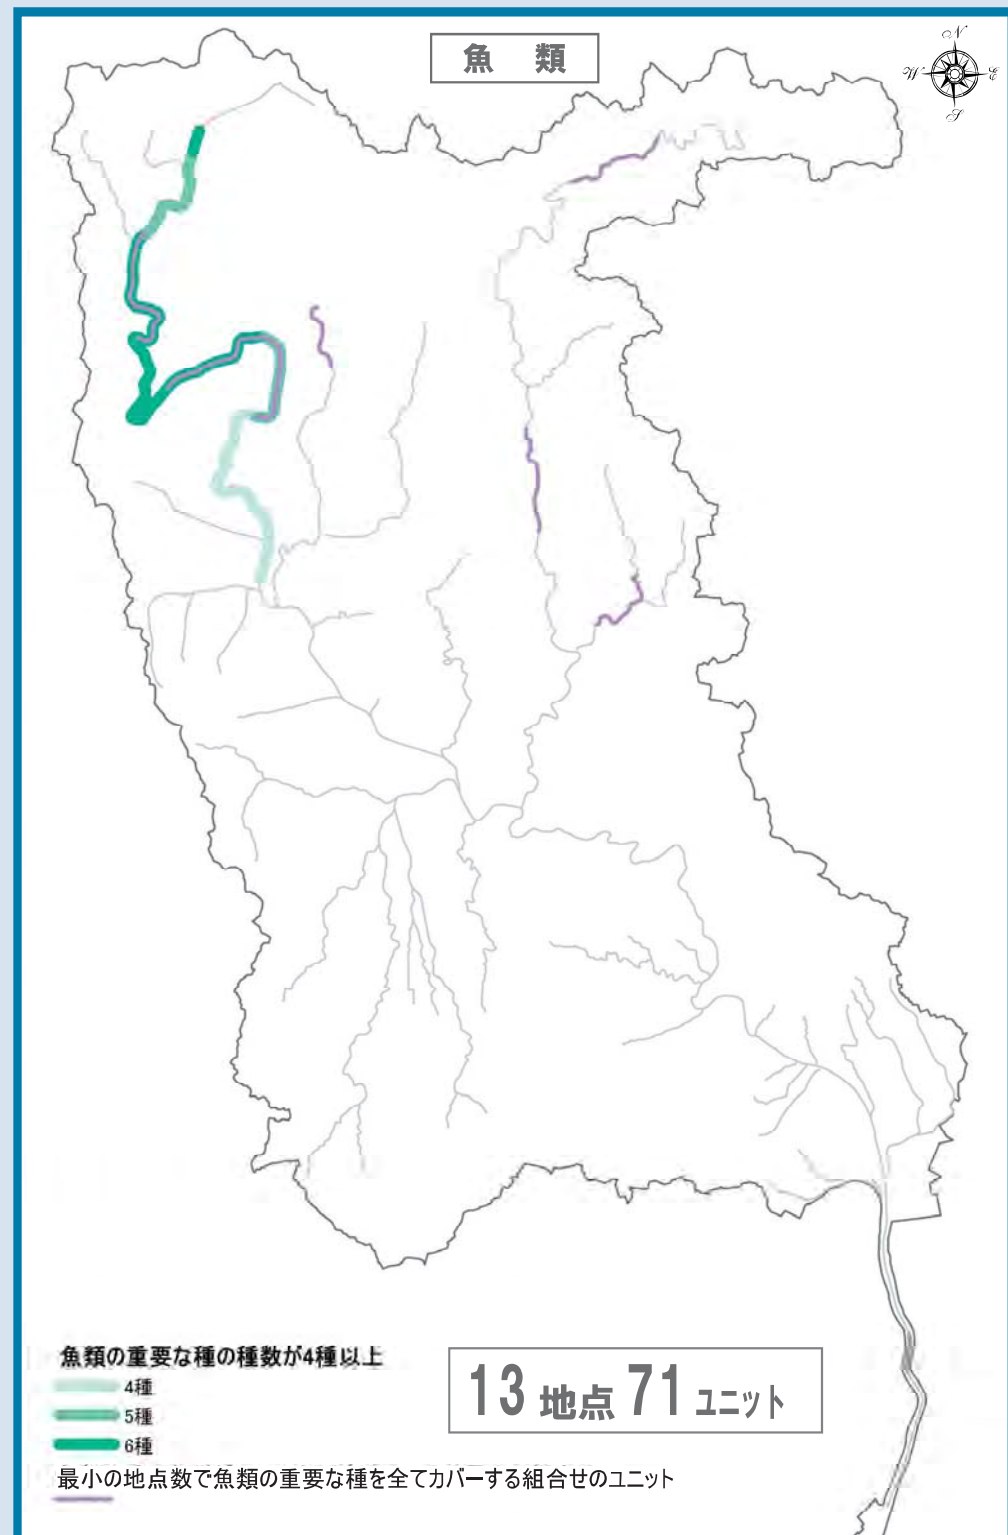 魚 類
N
W E
S
魚類の重要な種の種数が4種以上
4種
5種
6種
13 地点 71 ユニット
最小の地点数で魚類の重要な種を全てカバーする組合せのユニット